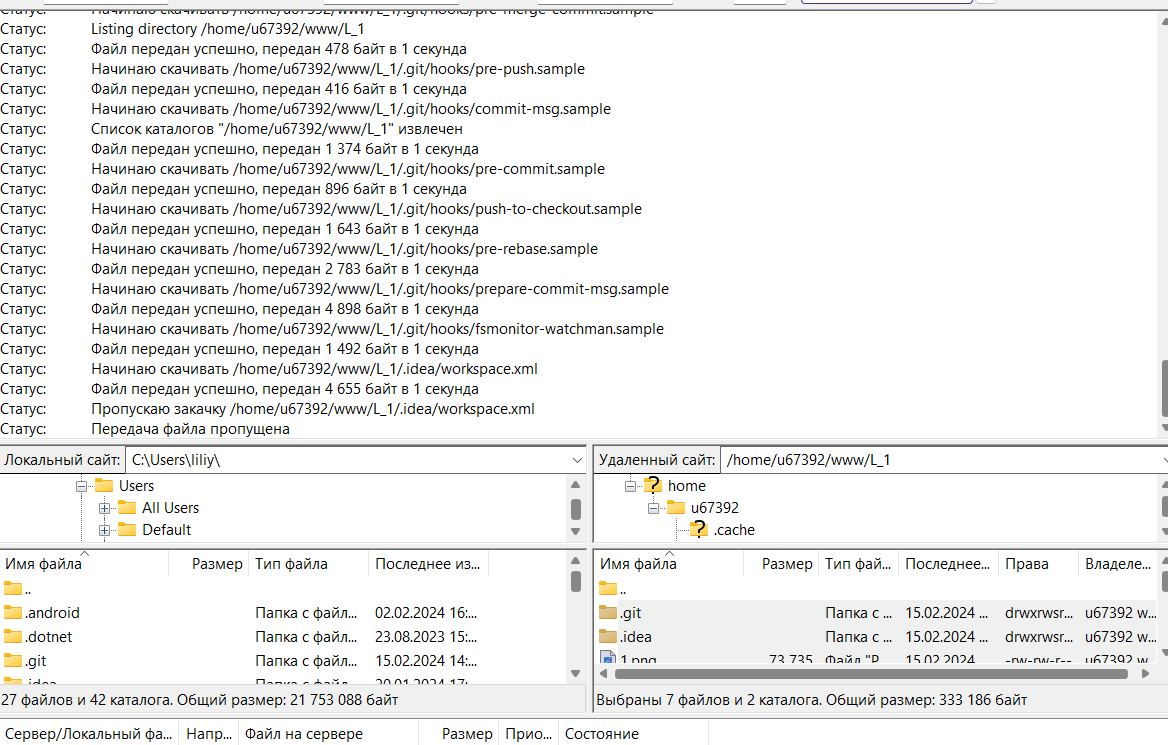 Статус: Начинаю скачивать /home/u67392/www/L_1/.git/hooks/pre-merge-commit.sample
Статус: Listing directory /home/u67392/www/L_1
Статус: Файл передан успешно, передан 478 байт в 1 секунда
Статус: Начинаю скачивать /home/u67392/www/L_1/.git/hooks/pre-push.sample
Статус: Файл передан успешно, передан 416 байт в 1 секунда
Статус: Начинаю скачивать /home/u67392/www/L_1/.git/hooks/commit-msg.sample
Статус: Список каталогов "/home/u67392/www/L_1" извлечен
Статус: Файл передан успешно, передан 1 374 байт в 1 секунда
Статус: Начинаю скачивать /home/u67392/www/L_1/.git/hooks/pre-commit.sample
Статус: Файл передан успешно, передан 896 байт в 1 секунда
Статус: Начинаю скачивать /home/u67392/www/L_1/.git/hooks/push-to-checkout.sample
Статус: Файл передан успешно, передан 1 643 байт в 1 секунда
Статус: Начинаю скачивать /home/u67392/www/L_1/.git/hooks/pre-rebase.sample
Статус: Файл передан успешно, передан 2 783 байт в 1 секунда
Статус: Начинаю скачивать /home/u67392/www/L_1/.git/hooks/prepare-commit-msg.sample
Статус: Файл передан успешно, передан 4 898 байт в 1 секунда
Статус: Начинаю скачивать /home/u67392/www/L_1/.git/hooks/fsmonitor-watchman.sample
Статус: Файл передан успешно, передан 1 492 байт в 1 секунда
Статус: Начинаю скачивать /home/u67392/www/L_1/.idea/workspace.xml
Статус: Файл передан успешно, передан 4 655 байт в 1 секунда
Статус: Пропускаю закачку /home/u67392/www/L_1/.idea/workspace.xml
Статус: Передача файла пропущена
Локальный сайт: C:\Users\liliy\
Users
All Users
Default
Имя файла Размер Тип файла Последнее из...
..
.android Папка с файл... 02.02.2024 16:...
.dotnet Папка с файл... 23.08.2023 15:...
.git Папка с файл... 15.02.2024 14:...
.idea Папка с файл... 20.01.2024 17:...
27 файлов и 42 каталога. Общий размер: 21 753 088 байт
Удаленный сайт: /home/u67392/www/L_1
home
u67392
.cache
Имя файла Размер Тип фай... Последнее... Права Владеле...
..
.git Папка с ... 15.02.2024 ... drwxrwsr... u67392 w...
.idea Папка с ... 15.02.2024 ... drwxrwsr... u67392 w...
1.png 73 735 Файл "P... 15.02.2024 ... -rw-rw-r-- u67392 w...
Выбраны 7 файлов и 2 каталога. Общий размер: 333 186 байт
Сервер/Локальный фа... Напр... Файл на сервере Размер Прио... Состояние